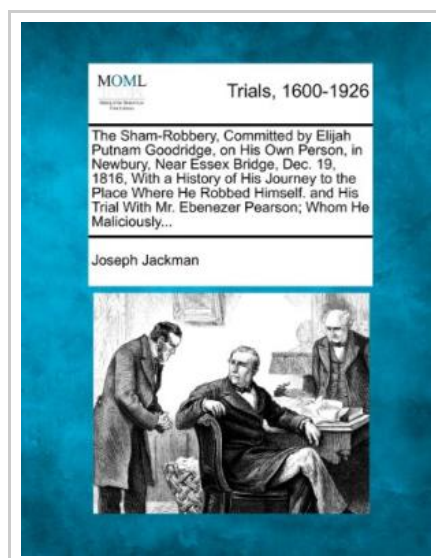 MOML
Trials, 1600-1926
The Sham-Robbery, Committed by Elijah
Putnam Goodridge, on His Own Person, in
Newbury, Near Essex Bridge, Dec. 19,
1816, With a History of His Journey to the
Place Where He Robbed Himself. and His
Trial With Mr. Ebenezer Pearson; Whom He
Maliciously...
Joseph Jackman